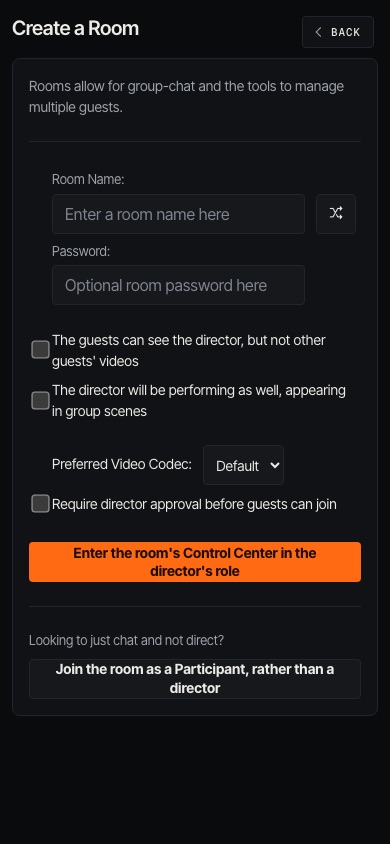 Create a Room
BACK
Rooms allow for group-chat and the tools to manage
multiple guests.
Room Name:
Enter a room name here
Password:
Optional room password here
The guests can see the director, but not other
guests' videos
The director will be performing as well, appearing
in group scenes
Preferred Video Codec:
Default
Require director approval before guests can join
Enter the room's Control Center in the
director's role
Looking to just chat and not direct?
Join the room as a Participant, rather than a
director